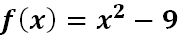 f(x) = x² − 9